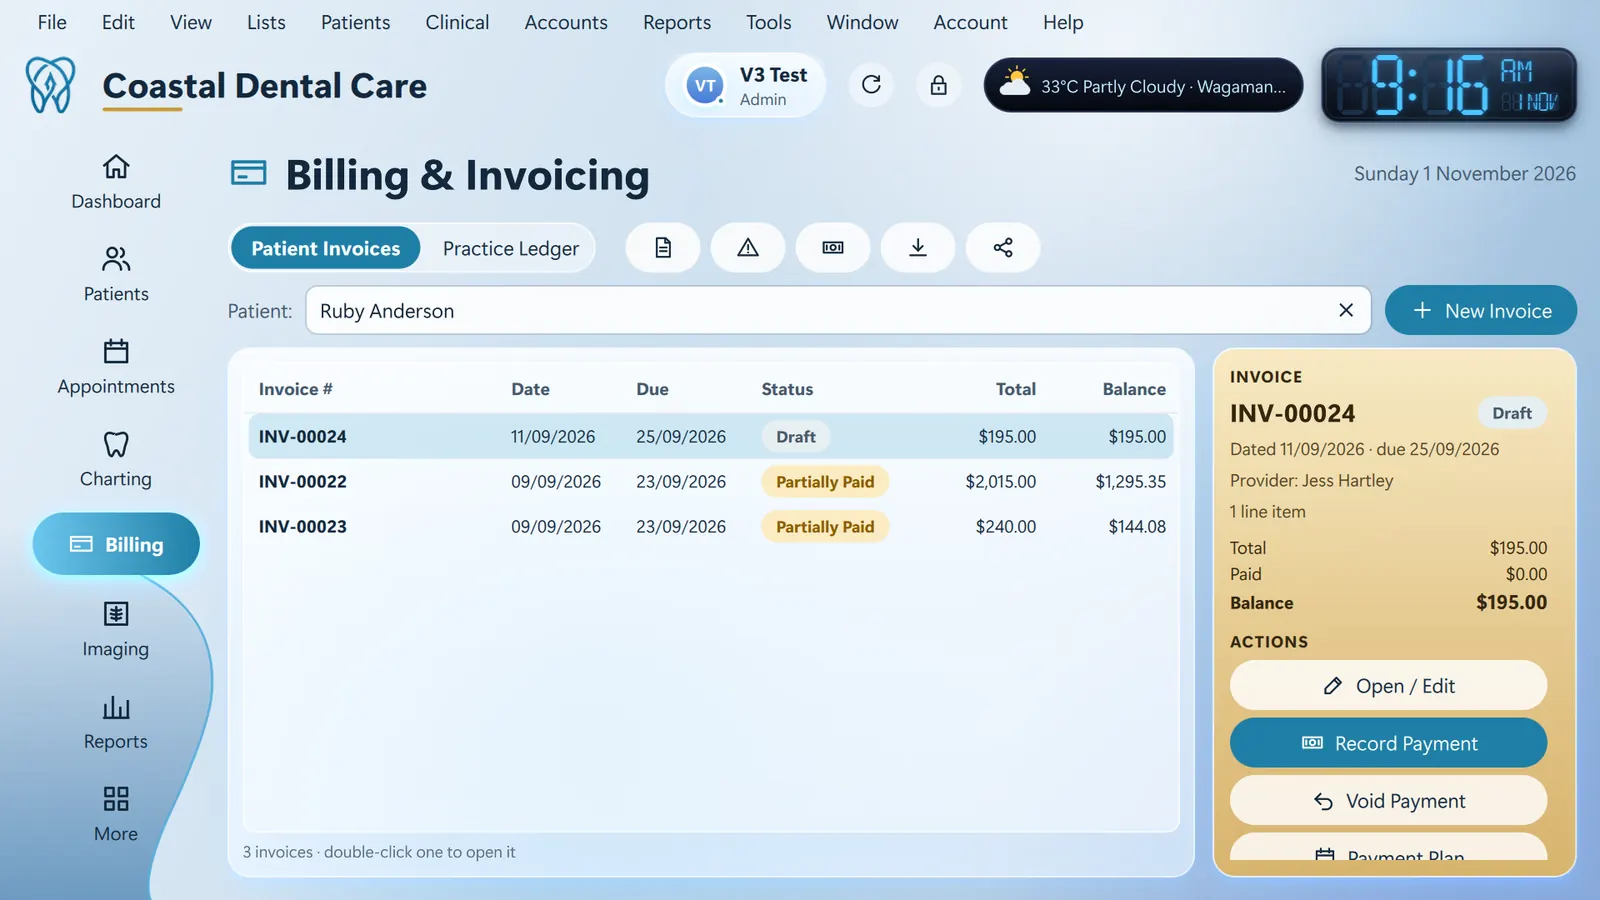 File Edit View Lists Patients Clinical Accounts Reports Tools Window Account Help
Coastal Dental Care
VT
V3 Test
Admin
33°C Partly Cloudy · Wagaman...
9:16 AM
1 NOV
Dashboard
Patients
Appointments
Charting
Billing
Imaging
Reports
More
Billing & Invoicing
Sunday 1 November 2026
Patient Invoices Practice Ledger
Patient: Ruby Anderson
New Invoice
Invoice # Date Due Status Total Balance
INV-00024 11/09/2026 25/09/2026 Draft $195.00 $195.00
INV-00022 09/09/2026 23/09/2026 Partially Paid $2,015.00 $1,295.35
INV-00023 09/09/2026 23/09/2026 Partially Paid $240.00 $144.08
3 invoices · double-click one to open it
INVOICE
INV-00024 Draft
Dated 11/09/2026 · due 25/09/2026
Provider: Jess Hartley
1 line item
Total $195.00
Paid $0.00
Balance $195.00
ACTIONS
Open / Edit
Record Payment
Void Payment
Payment Plan